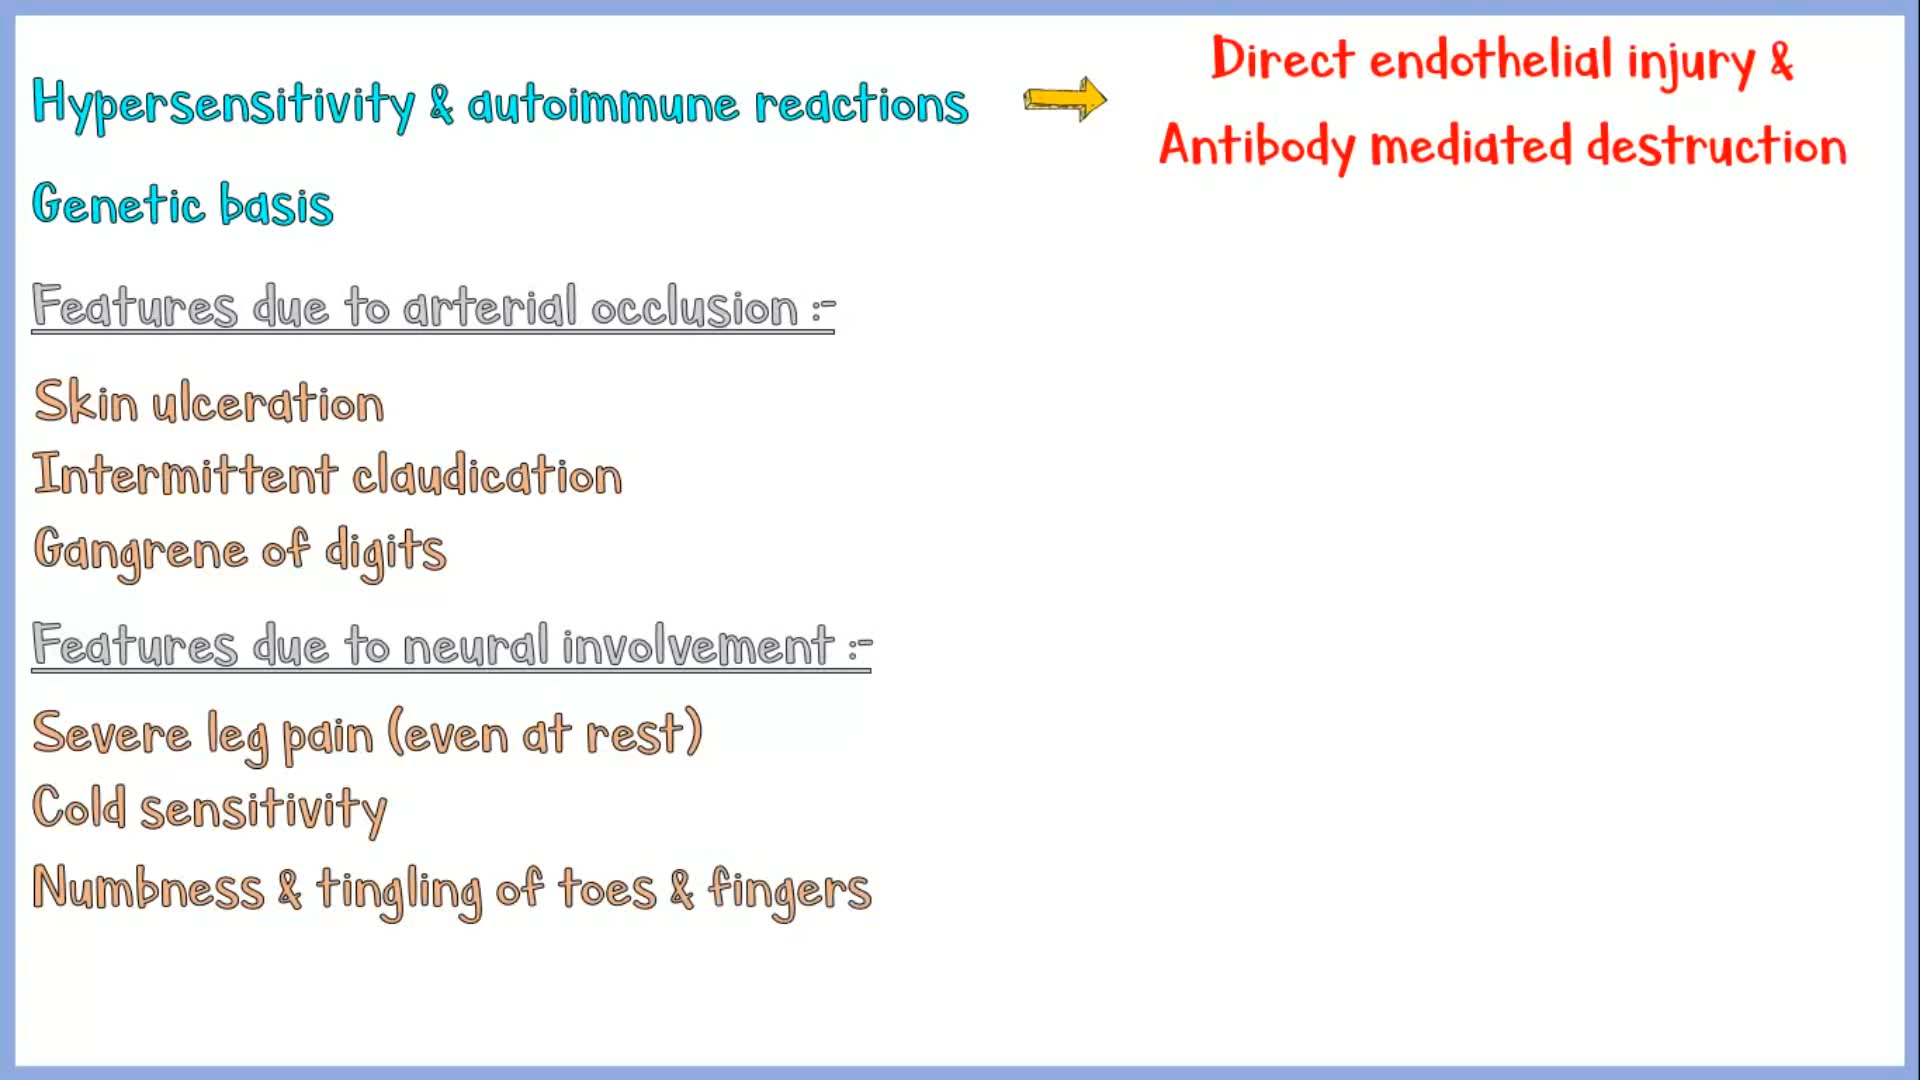 Hypersensitivity & autoimmune reactions
Direct endothelial injury &
Antibody mediated destruction
Genetic basis
Features due to arterial occlusion :-
Skin ulceration
Intermittent claudication
Gangrene of digits
Features due to neural involvement :-
Severe leg pain (even at rest)
Cold sensitivity
Numbness & tingling of toes & fingers